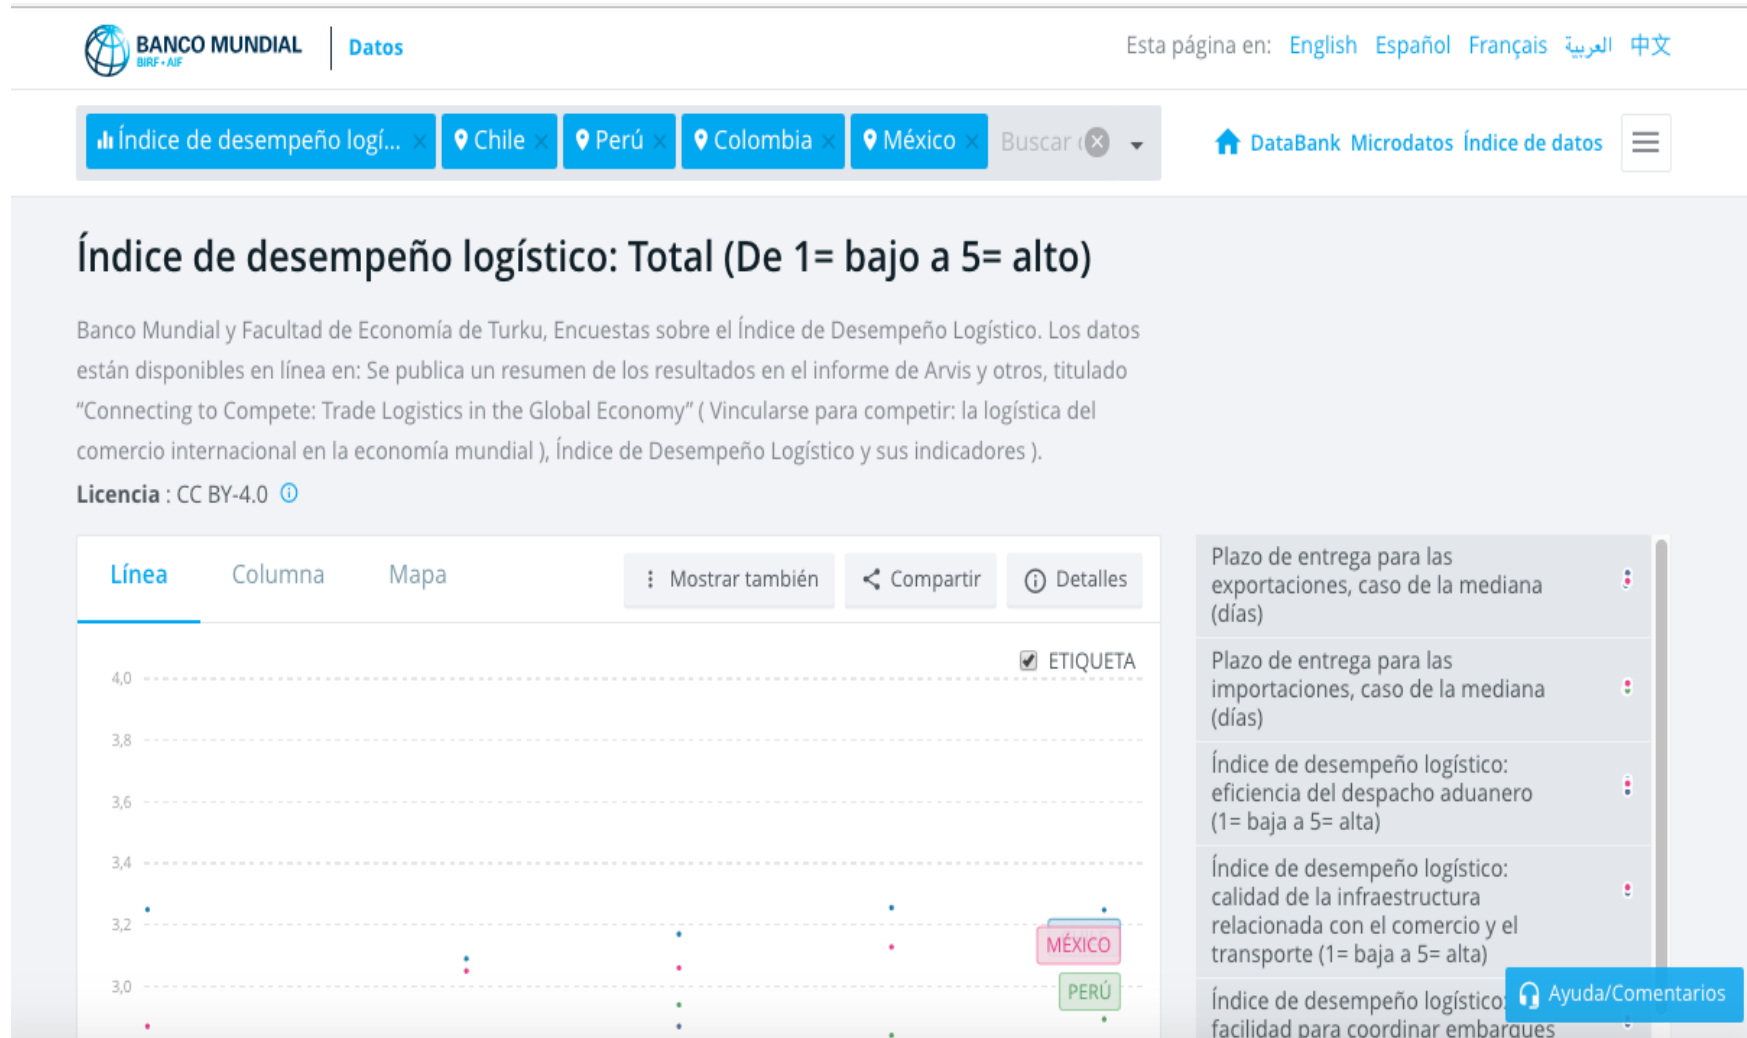 BANCO MUNDIAL
BIRF • AIF
Datos
Esta página en: English Español Français العربية 中文
Índice de desempeño logí... × Chile × Perú × Colombia × México × Buscar
DataBank Microdatos Índice de datos
Índice de desempeño logístico: Total (De 1= bajo a 5= alto)
Banco Mundial y Facultad de Economía de Turku, Encuestas sobre el Índice de Desempeño Logístico. Los datos
están disponibles en línea en: Se publica un resumen de los resultados en el informe de Arvis y otros, titulado
“Connecting to Compete: Trade Logistics in the Global Economy” ( Vincularse para competir: la logística del
comercio internacional en la economía mundial ), Índice de Desempeño Logístico y sus indicadores ).
Licencia : CC BY-4.0
Línea Columna Mapa
Mostrar también Compartir Detalles
ETIQUETA
4,0
3,8
3,6
3,4
3,2
3,0
MÉXICO
PERÚ
Plazo de entrega para las
exportaciones, caso de la mediana
(días)
Plazo de entrega para las
importaciones, caso de la mediana
(días)
Índice de desempeño logístico:
eficiencia del despacho aduanero
(1= baja a 5= alta)
Índice de desempeño logístico:
calidad de la infraestructura
relacionada con el comercio y el
transporte (1= baja a 5= alta)
Índice de desempeño logístico:
facilidad para coordinar embarques
Ayuda/Comentarios